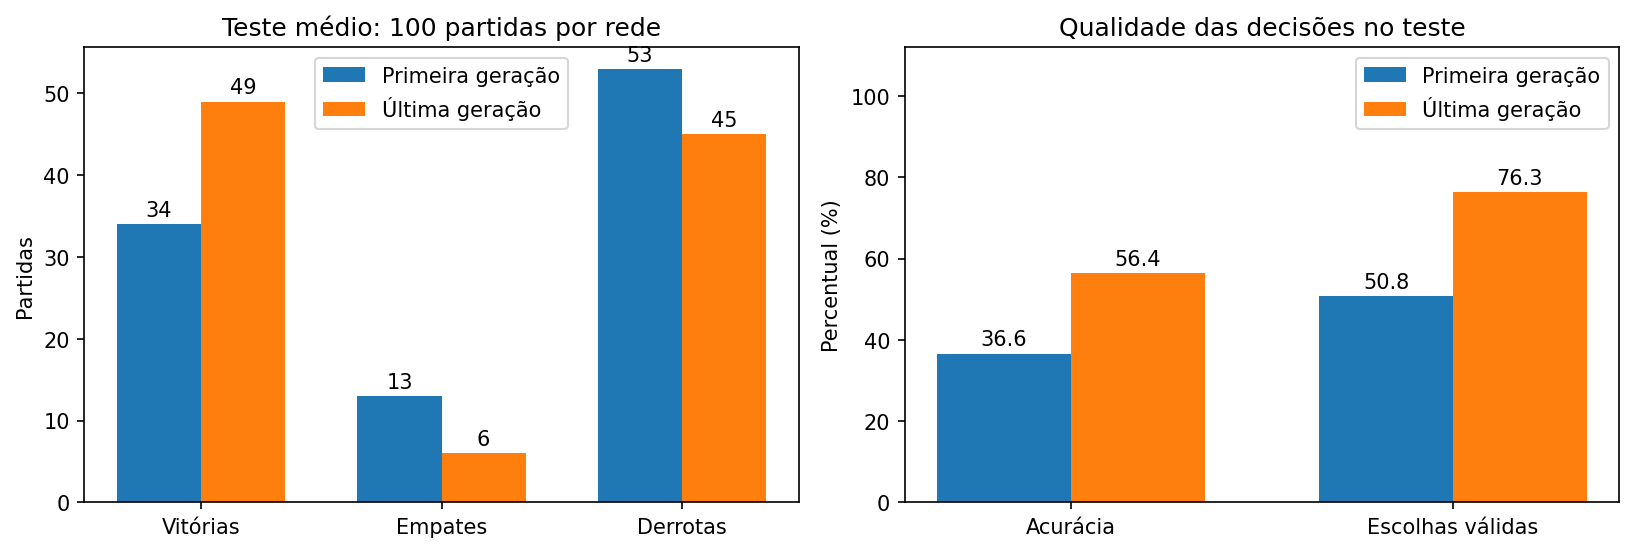 Teste médio: 100 partidas por rede
Primeira geração
Última geração
Partidas
50
40
30
20
10
0
34
49
13
6
53
45
Vitórias
Empates
Derrotas
Qualidade das decisões no teste
Primeira geração
Última geração
Percentual (%)
100
80
60
40
20
0
36.6
56.4
50.8
76.3
Acurácia
Escolhas válidas